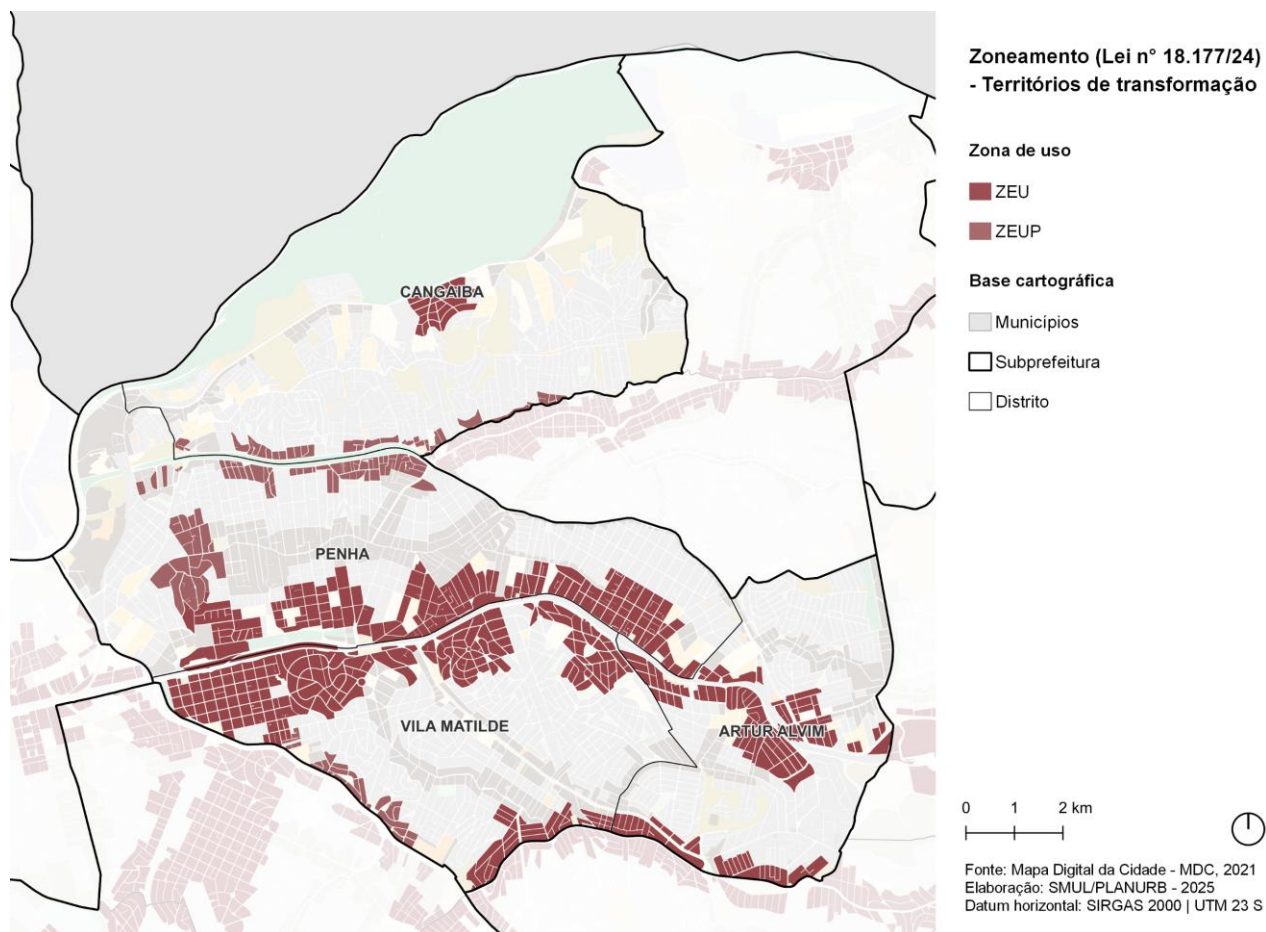 CANGAIBA
PENHA
VILA MATILDE
ARTUR ALVIM
Zoneamento (Lei n° 18.177/24)
- Territórios de transformação
Zona de uso
ZEU
ZEUP
Base cartográfica
Municípios
Subprefeitura
Distrito
0 1 2 km
Fonte: Mapa Digital da Cidade - MDC, 2021
Elaboração: SMUL/PLANURB - 2025
Datum horizontal: SIRGAS 2000 | UTM 23 S